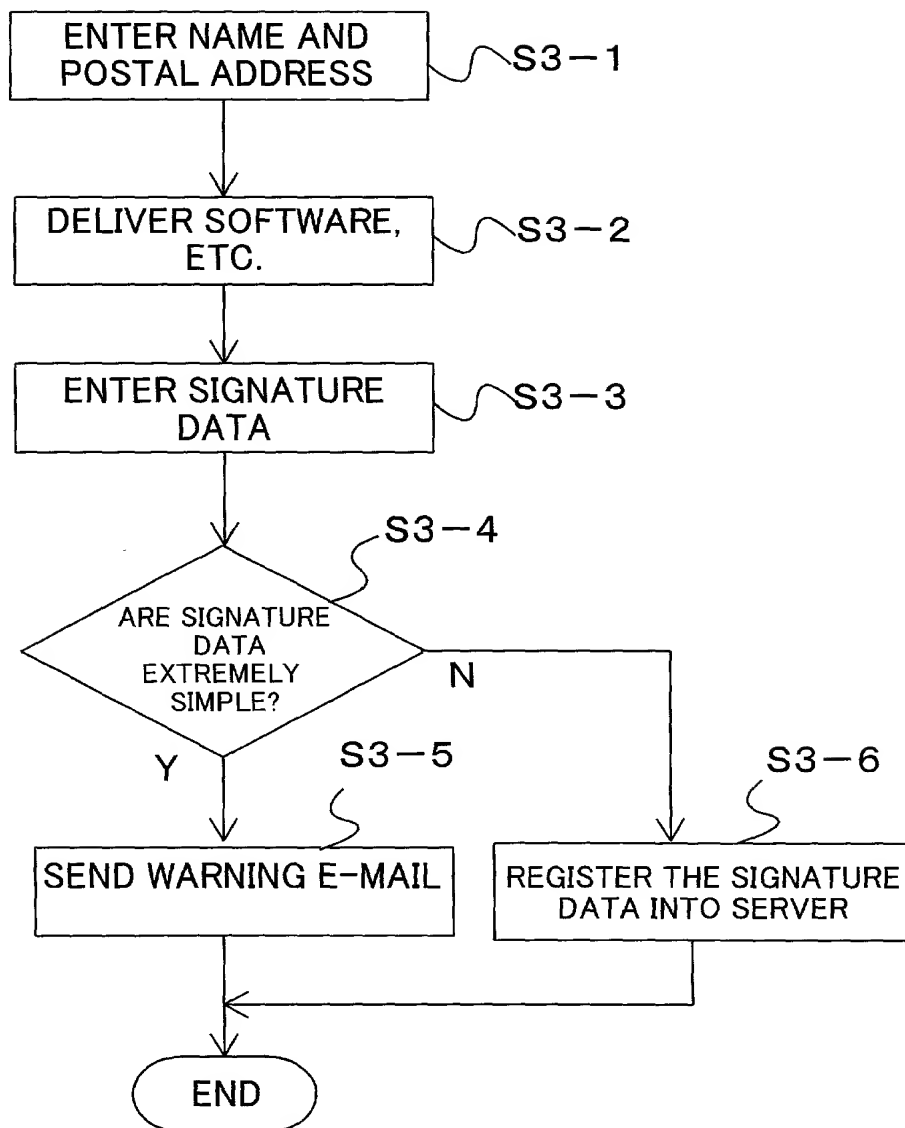 ENTER NAME AND
POSTAL ADDRESS
S3-1
DELIVER SOFTWARE,
ETC.
S3-2
ENTER SIGNATURE
DATA
S3-3
S3-4
ARE SIGNATURE
DATA
EXTREMELY
SIMPLE?
N
Y
S3-5
S3-6
SEND WARNING E-MAIL
REGISTER THE SIGNATURE
DATA INTO SERVER
END